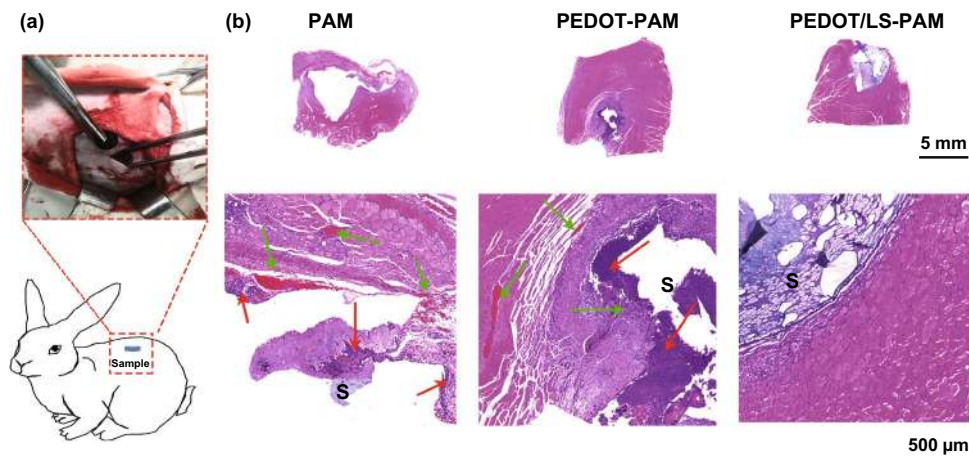 (a)
(b)
PAM
PEDOT-PAM
PEDOT/LS-PAM
5 mm
S
S
S
Sample
500 µm